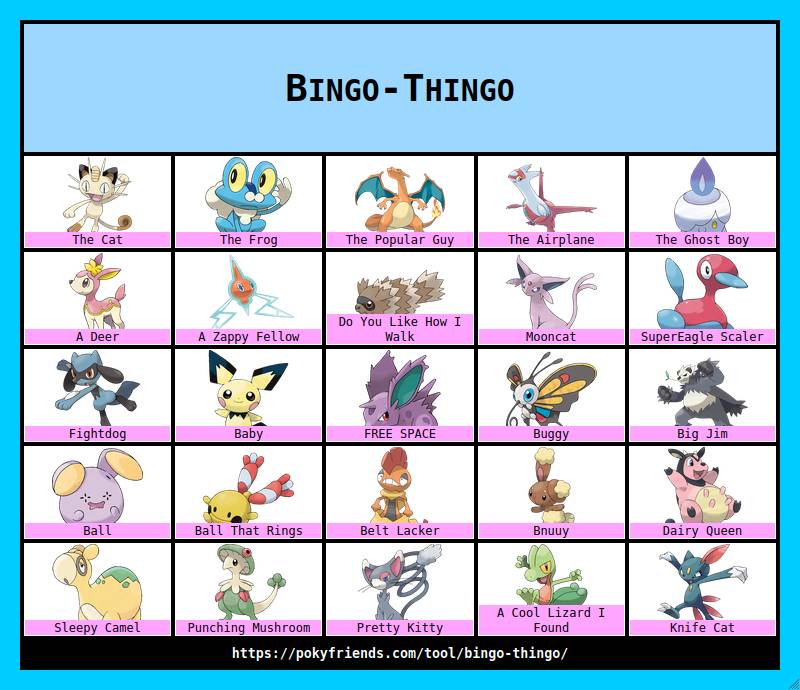 Bingo-Thingo
The Cat
The Frog
The Popular Guy
The Airplane
The Ghost Boy
A Deer
A Zappy Fellow
Do You Like How I
Walk
Mooncat
SuperEagle Scaler
Fightdog
Baby
FREE SPACE
Buggy
Big Jim
Ball
Ball That Rings
Belt Lacker
Bnuuy
Dairy Queen
Sleepy Camel
Punching Mushroom
Pretty Kitty
A Cool Lizard I
Found
Knife Cat
https://pokyfriends.com/tool/bingo-thingo/